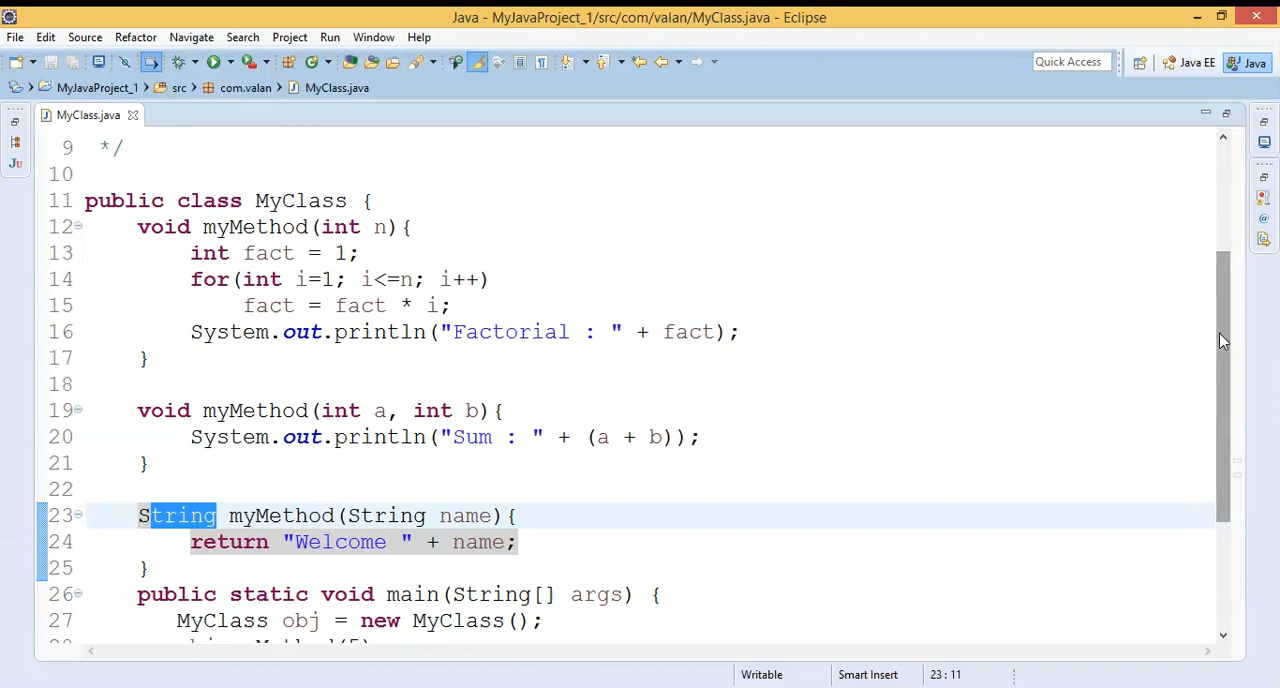 Java - MyJavaProject_1/src/com/valan/MyClass.java - Eclipse
File Edit Source Refactor Navigate Search Project Run Window Help
Quick Access Java EE Java
MyJavaProject_1 src com.valan MyClass.java
MyClass.java
9 */
10
11 public class MyClass {
12 void myMethod(int n){
13 int fact = 1;
14 for(int i=1; i<=n; i++)
15 fact = fact * i;
16 System.out.println("Factorial : " + fact);
17 }
18
19 void myMethod(int a, int b){
20 System.out.println("Sum : " + (a + b));
21 }
22
23 String myMethod(String name){
24 return "Welcome " + name;
25 }
26 public static void main(String[] args) {
27 MyClass obj = new MyClass();
Writable Smart Insert 23 : 11